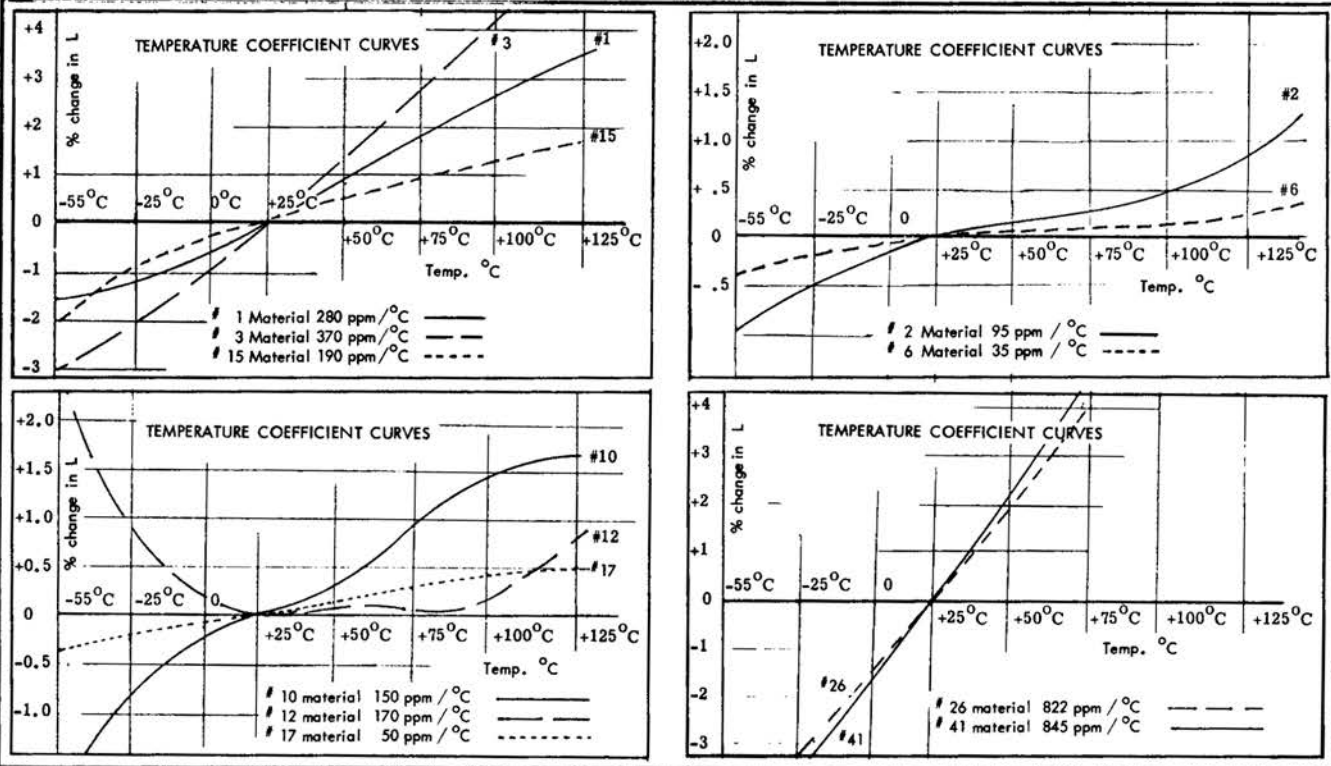 TEMPERATURE COEFFICIENT CURVES
% change in L
+4
+3
+2
+1
0
-1
-2
-3
-55°C
-25°C
0°C
+25°C
+50°C
+75°C
+100°C
+125°C
Temp. °C
#3
#1
#15
# 1 Material 280 ppm/°C
# 3 Material 370 ppm/°C
# 15 Material 190 ppm/°C
TEMPERATURE COEFFICIENT CURVES
% change in L
+2.0
+1.5
+1.0
+ .5
0
- .5
-55°C
-25°C
0
+25°C
+50°C
+75°C
+100°C
+125°C
Temp. °C
#2
#6
# 2 Material 95 ppm/°C
# 6 Material 35 ppm/°C
TEMPERATURE COEFFICIENT CURVES
% change in L
+2.0
+1.5
+1.0
+0.5
0
-0.5
-1.0
-55°C
-25°C
0
+25°C
+50°C
+75°C
+100°C
+125°C
Temp. °C
#10
#12
#17
# 10 material 150 ppm/°C
# 12 material 170 ppm/°C
# 17 material 50 ppm/°C
TEMPERATURE COEFFICIENT CURVES
% change in L
+4
+3
+2
+1
0
-1
-2
-3
-55°C
-25°C
0
+25°C
+50°C
+75°C
+100°C
+125°C
Temp. °C
#26
#41
# 26 material 822 ppm/°C
# 41 material 845 ppm/°C